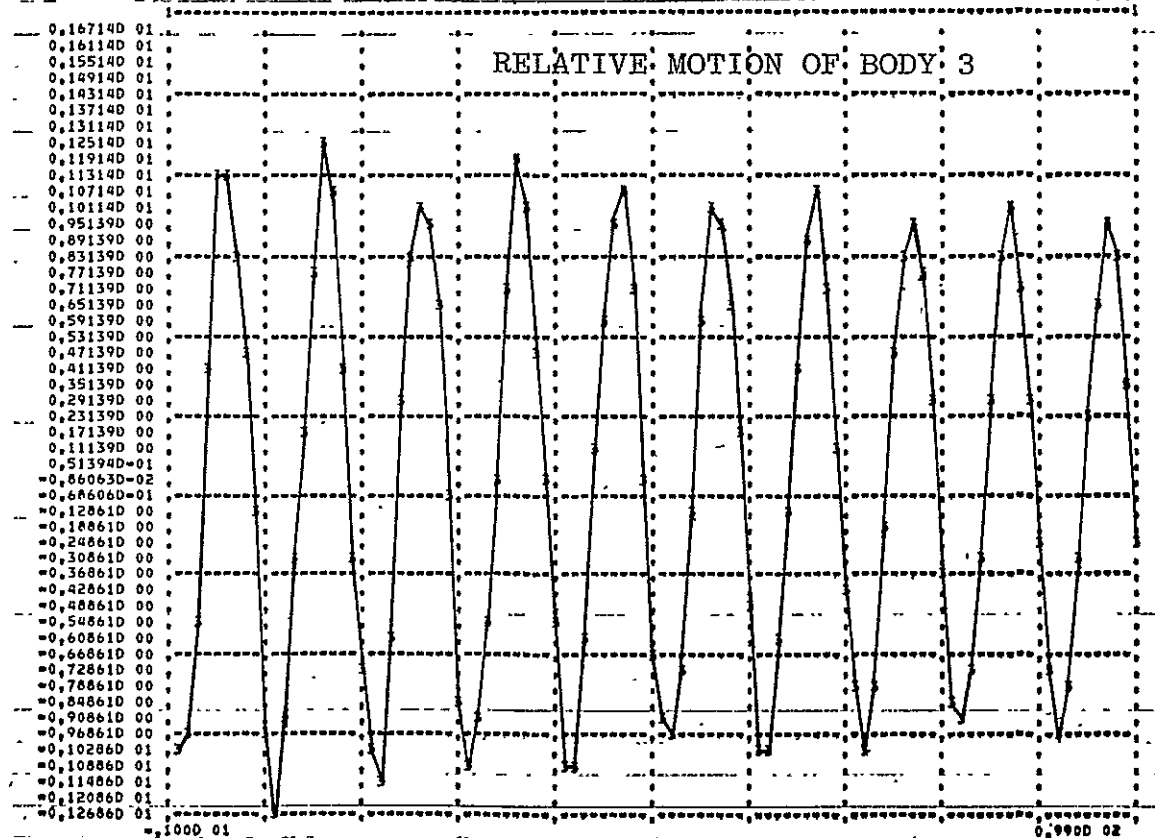 0.16714D 01
0.16114D 01
0.15514D 01
RELATIVE MOTION OF BODY 3
0.14914D 01
0.14314D 01
0.13714D 01
0.13114D 01
0.12514D 01
0.11914D 01
0.11314D 01
0.10714D 01
0.10114D 01
0.95139D 00
0.89139D 00
0.83139D 00
0.77139D 00
0.71139D 00
0.65139D 00
0.59139D 00
0.53139D 00
0.47139D 00
0.41139D 00
0.35139D 00
0.29139D 00
0.23139D 00
0.17139D 00
0.11139D 00
0.51394D-01
-0.86063D-02
-0.68606D-01
-0.12861D 00
-0.18861D 00
-0.24861D 00
-0.30861D 00
-0.36861D 00
-0.42861D 00
-0.48861D 00
-0.54861D 00
-0.60861D 00
-0.66861D 00
-0.72861D 00
-0.78861D 00
-0.84861D 00
-0.90861D 00
-0.96861D 00
-0.10286D 01
-0.10886D 01
-0.11486D 01
-0.12086D 01
-0.12686D 01
-.100D 01 0.990D 02